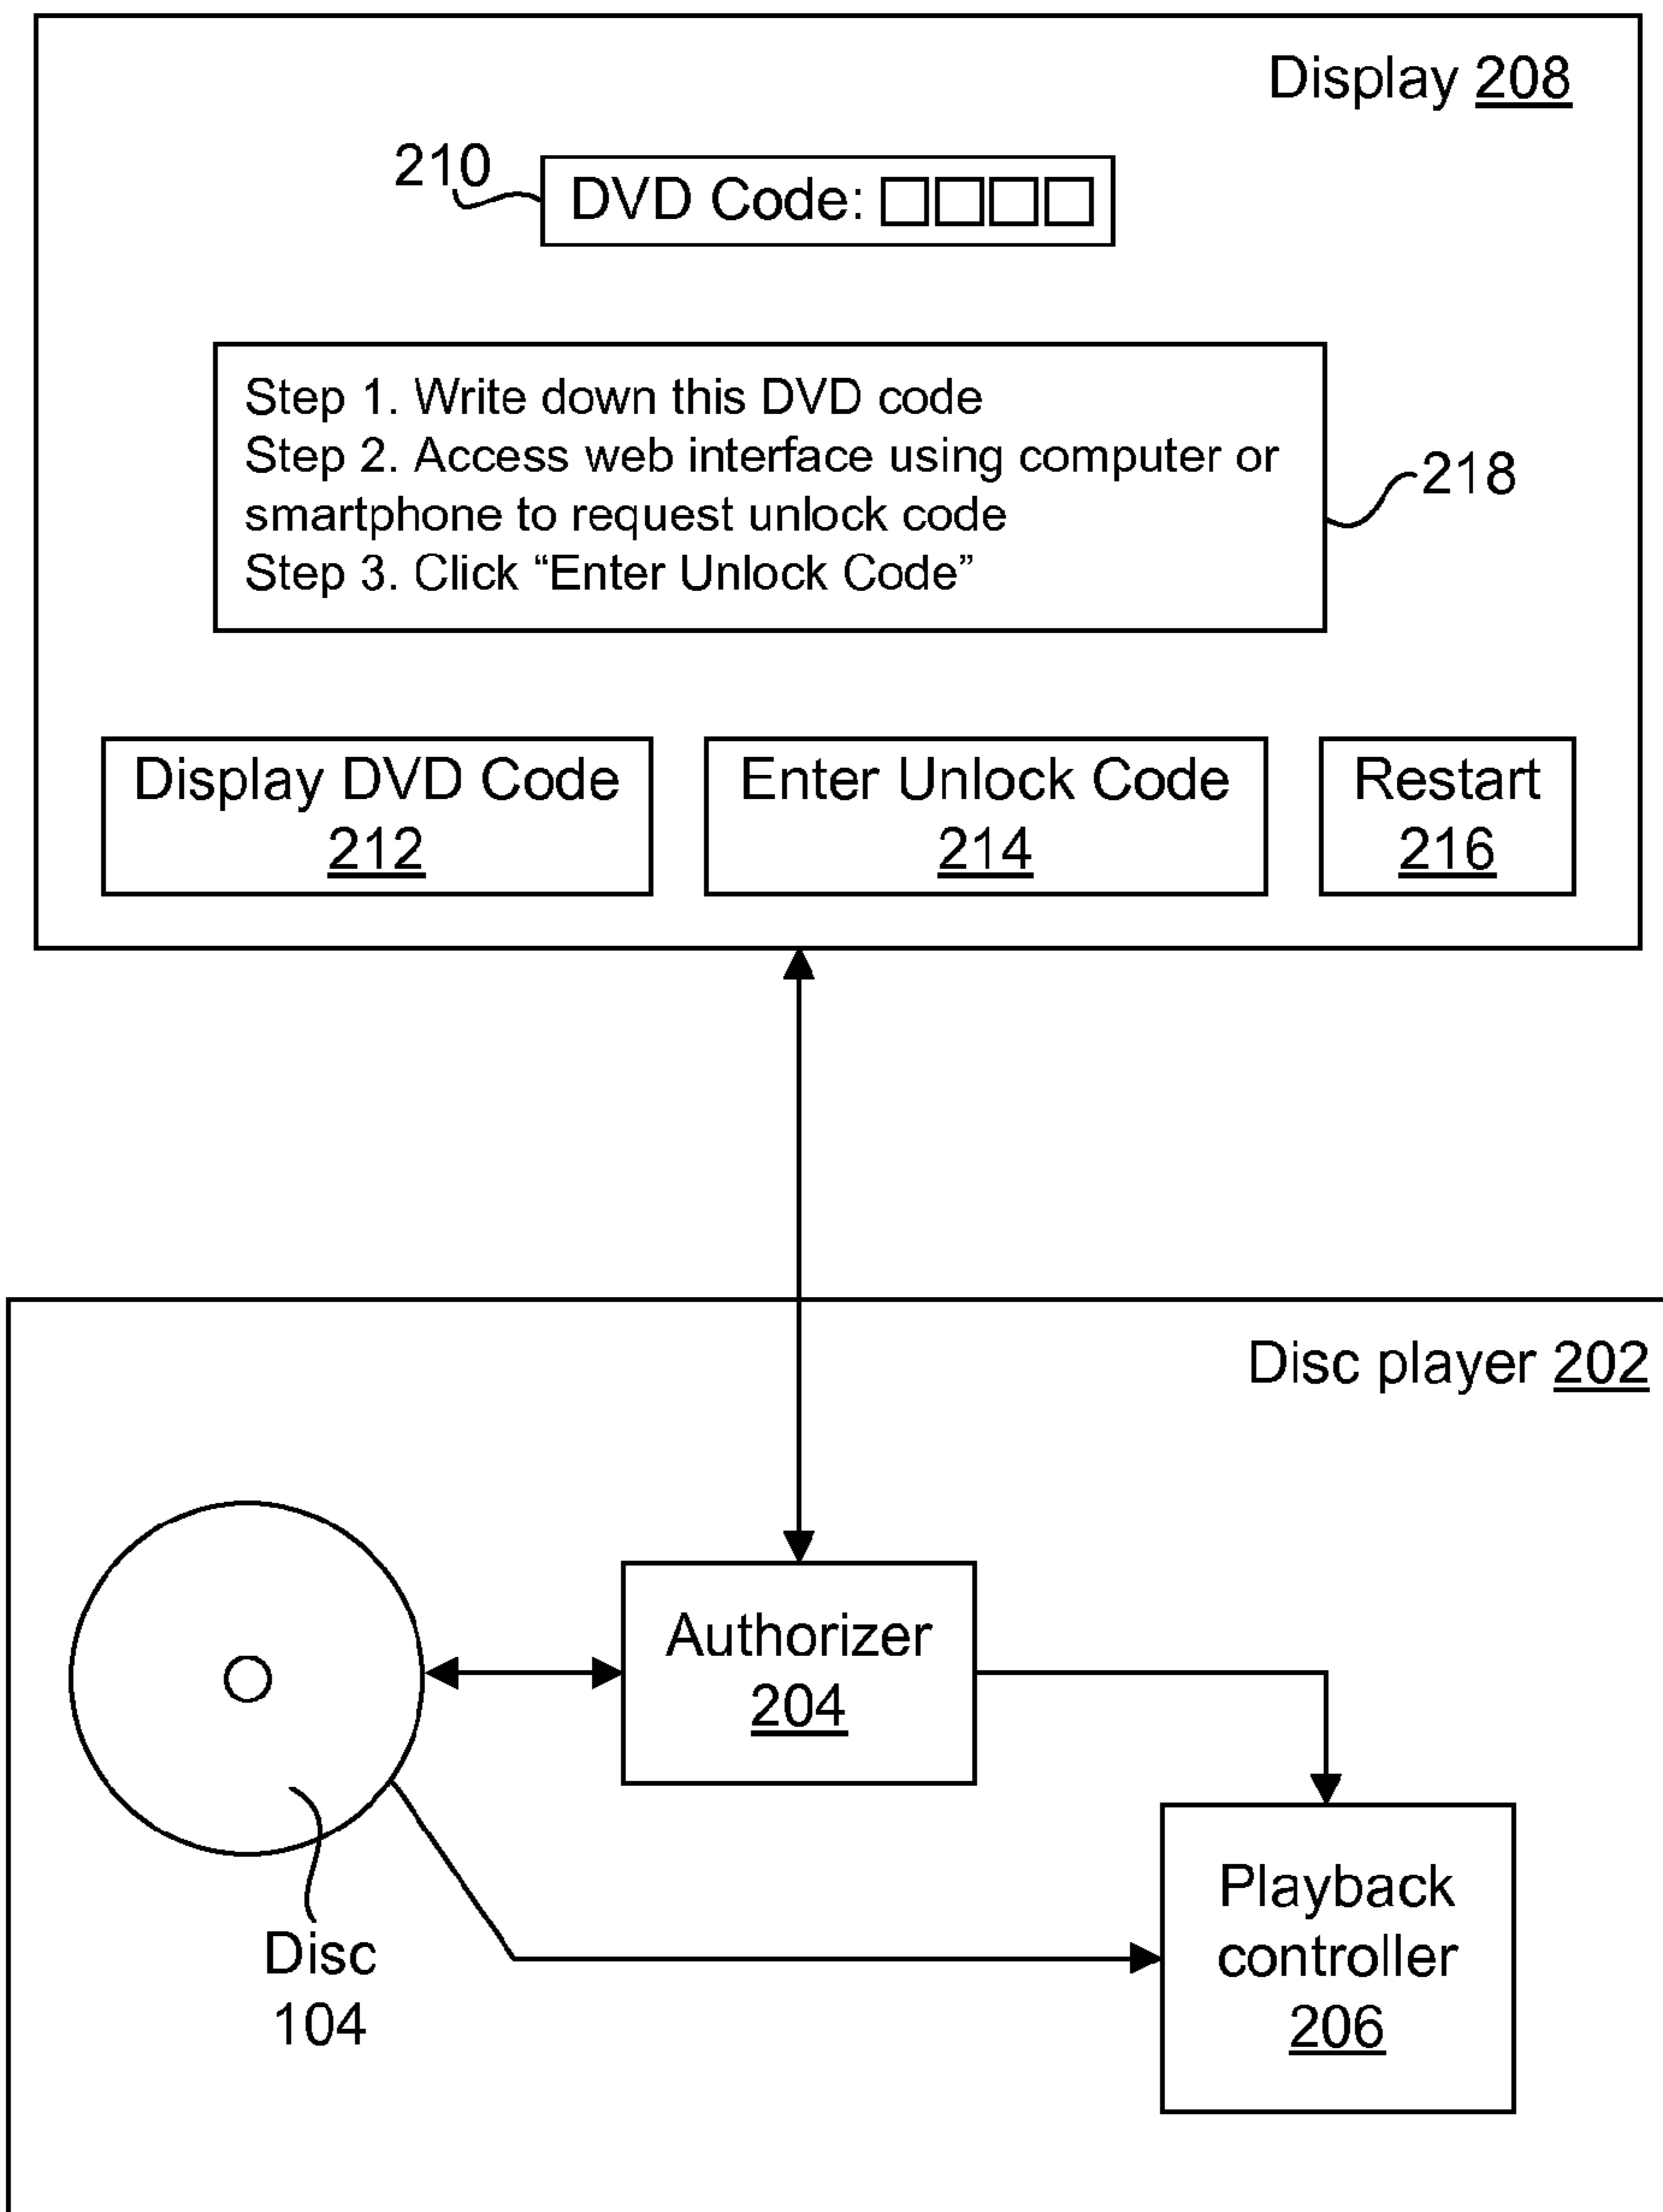 Display 208
210
DVD Code:
Step 1. Write down this DVD code
Step 2. Access web interface using computer or
smartphone to request unlock code
Step 3. Click “Enter Unlock Code”
218
Display DVD Code
212
Enter Unlock Code
214
Restart
216
Disc player 202
Authorizer
204
Playback
controller
206
Disc
104